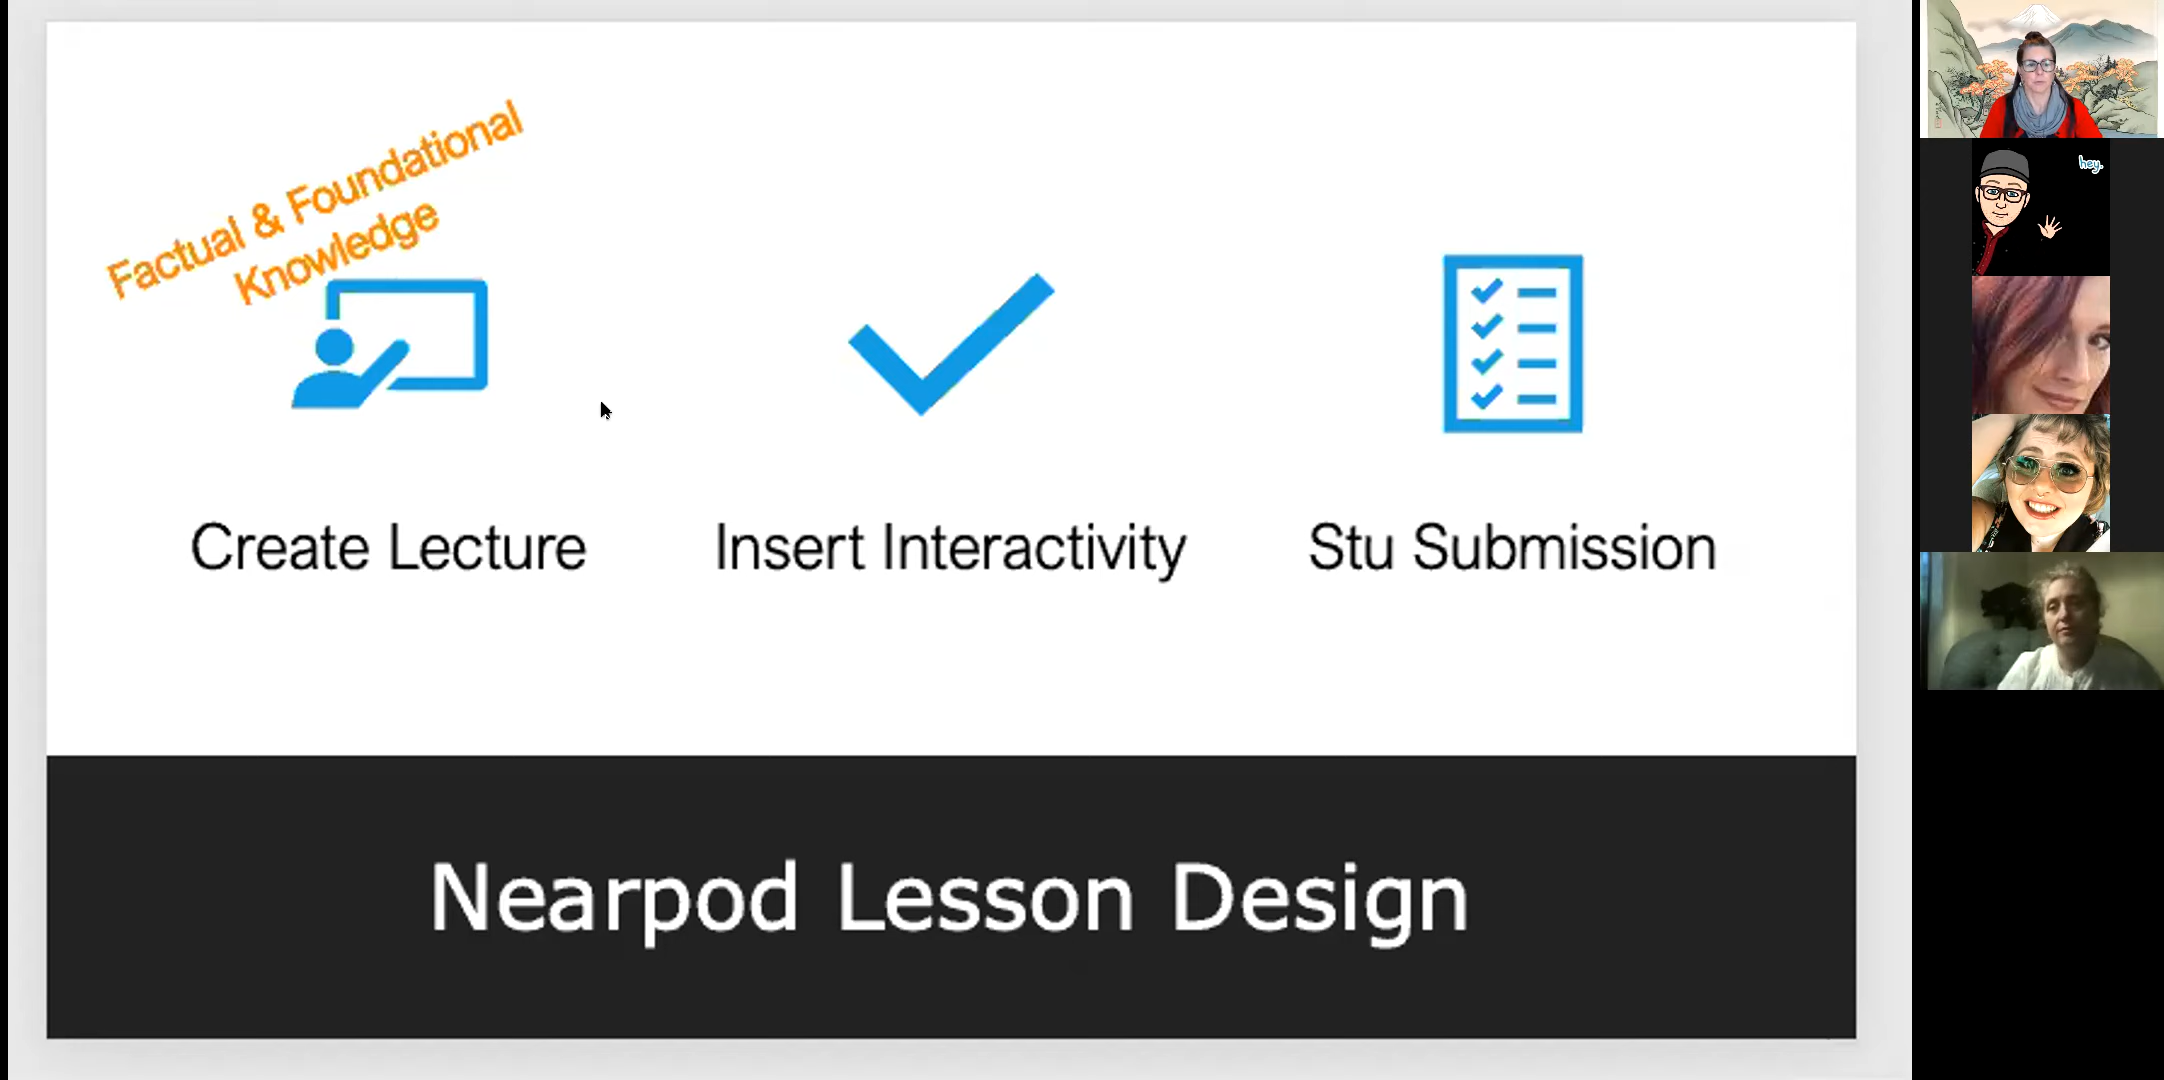 Factual & Foundational
Knowledge
Create Lecture
Insert Interactivity
Stu Submission
Nearpod Lesson Design
hey.